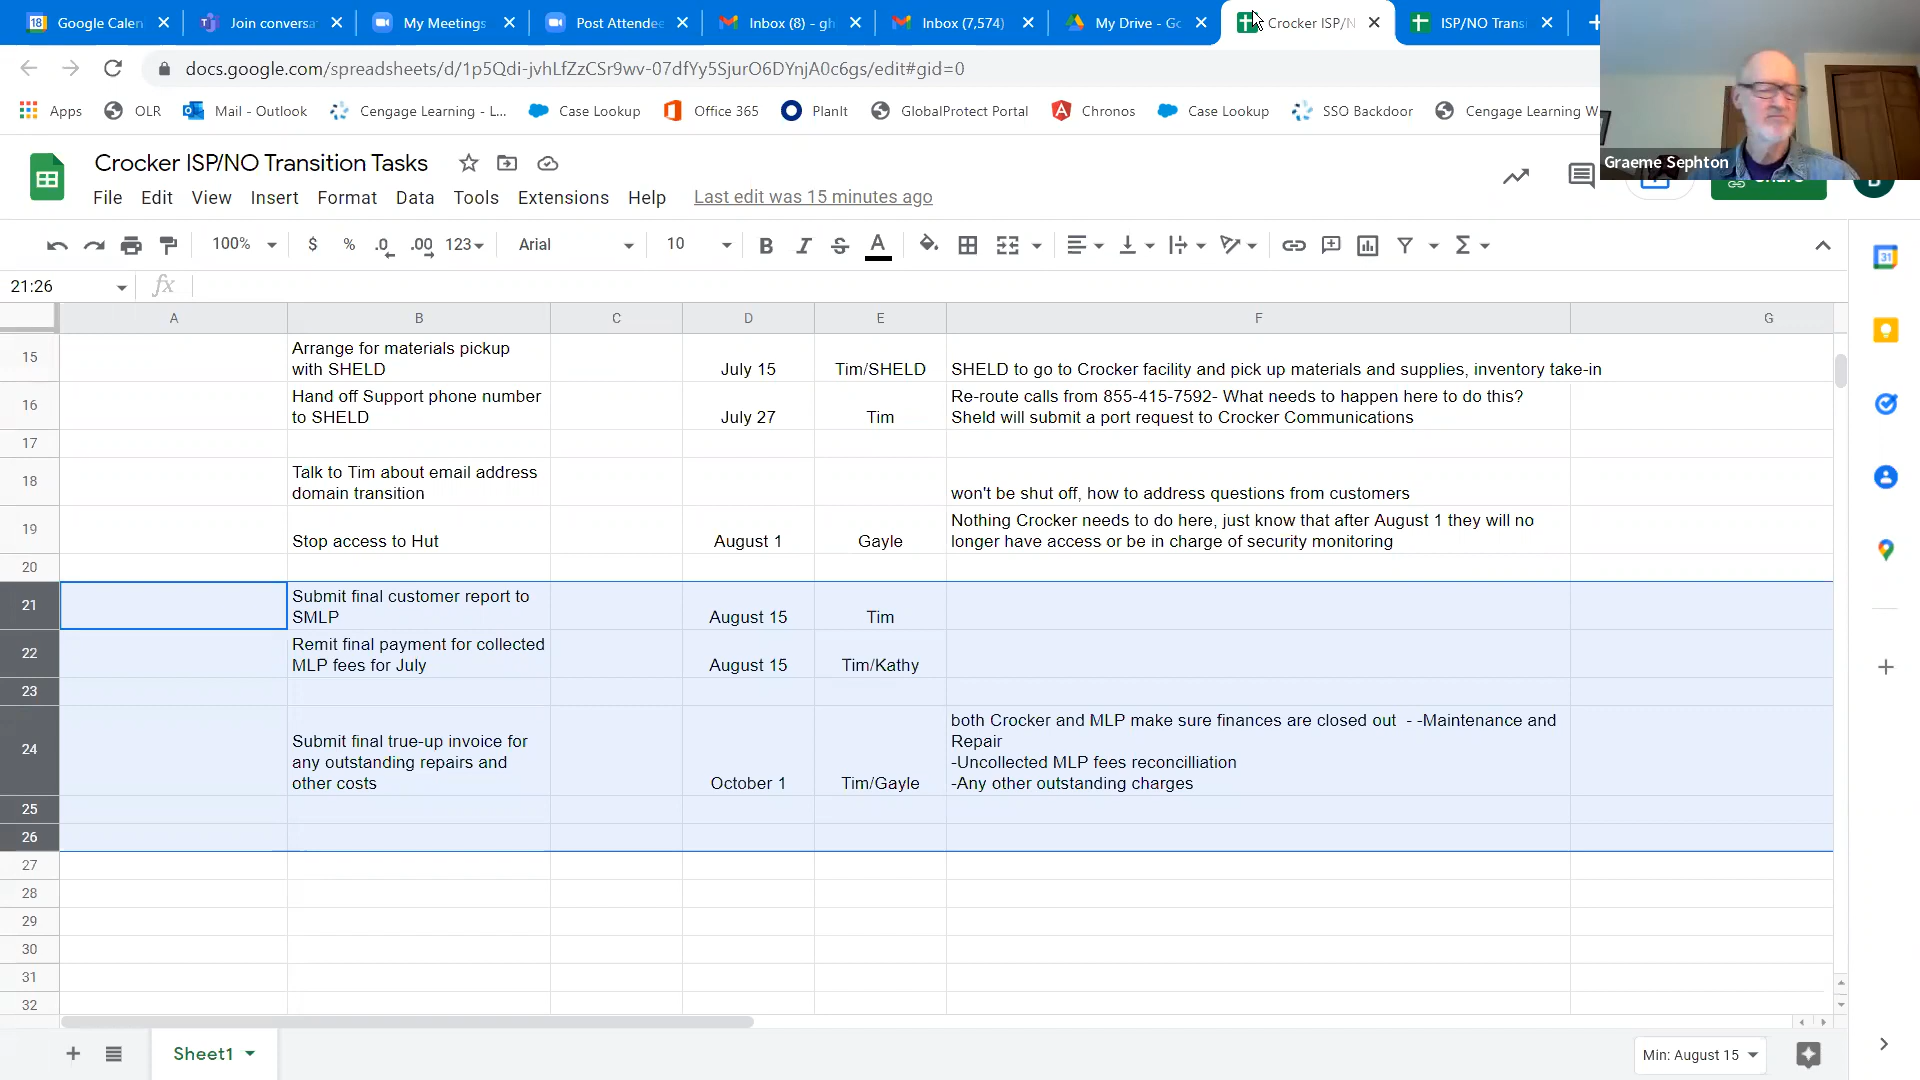 Google Calen
Join conversa
My Meetings
Post Attendee
Inbox (8) - gh
Inbox (7,574)
My Drive - Go
Crocker ISP/N
ISP/NO Trans
docs.google.com/spreadsheets/d/1p5Qdi-jvhLfZzCSr9wv-07dfYy5SjurO6DYnjA0c6gs/edit#gid=0
Apps
OLR
Mail - Outlook
Cengage Learning - L...
Case Lookup
Office 365
PlanIt
GlobalProtect Portal
Chronos
Case Lookup
SSO Backdoor
Cengage Learning W
Graeme Sephton
Crocker ISP/NO Transition Tasks
File Edit View Insert Format Data Tools Extensions Help Last edit was 15 minutes ago
100% $ % .0 .00 123 Arial 10 B I S A
21:26 fx
A B C D E F G
15 Arrange for materials pickup
with SHELD July 15 Tim/SHELD SHELD to go to Crocker facility and pick up materials and supplies, inventory take-in
16 Hand off Support phone number Re-route calls from 855-415-7592- What needs to happen here to do this?
to SHELD July 27 Tim Sheld will submit a port request to Crocker Communications
17
18 Talk to Tim about email address
domain transition won't be shut off, how to address questions from customers
19 Nothing Crocker needs to do here, just know that after August 1 they will no
Stop access to Hut August 1 Gayle longer have access or be in charge of security monitoring
20
21 Submit final customer report to
SMLP August 15 Tim
22 Remit final payment for collected
MLP fees for July August 15 Tim/Kathy
23
24 both Crocker and MLP make sure finances are closed out - -Maintenance and
Submit final true-up invoice for Repair
any outstanding repairs and -Uncollected MLP fees reconcilliation
other costs October 1 Tim/Gayle -Any other outstanding charges
25
26
27
28
29
30
31
32
Sheet1
Min: August 15